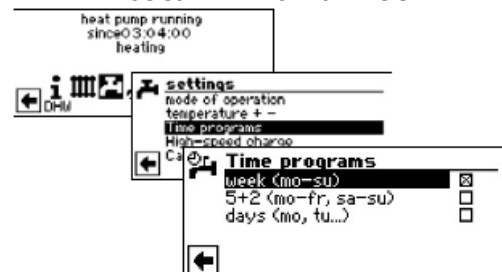 heat pump running
since03:04:00
heating
DHW
settings
mode of operation
temperature + -
Time programs
High-speed charge
Ca
Time programs
week (mo-su)
5+2 (mo-fr, sa-su)
days (mo, tu...)